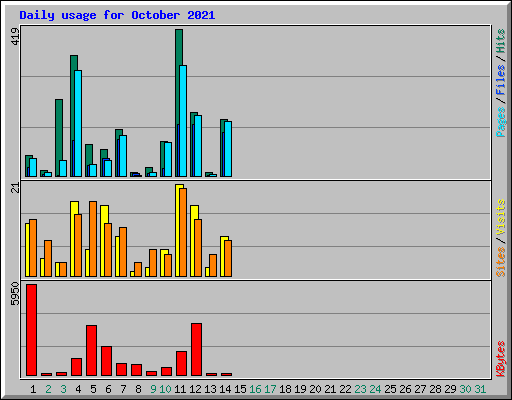 Daily usage for October 2021
419
Pages / Files / Hits
21
Sites / Visits
5950
KBytes
1 2 3 4 5 6 7 8 9 10 11 12 13 14 15 16 17 18 19 20 21 22 23 24 25 26 27 28 29 30 31